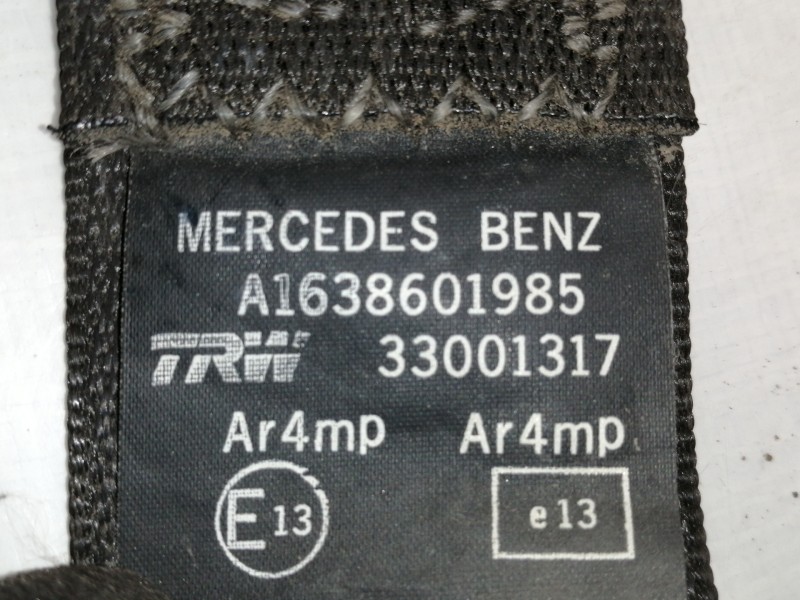 MERCEDES BENZ
A1638601985
TRW 33001317
Ar4mp Ar4mp
E13 e13